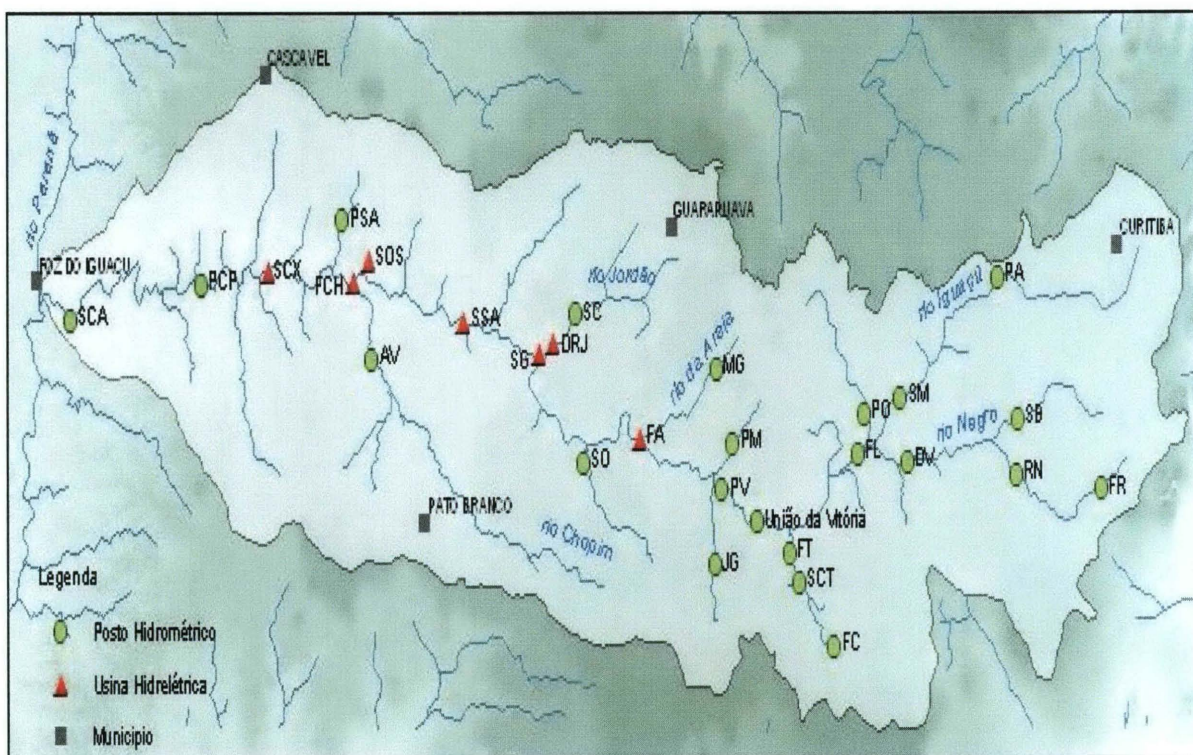 CASCAVEL
rio Paraná
PSA
GUARAPUAVA
CURITIBA
FOZ DO IGUAÇU
SCX
SOS
FCH
rio Jordão
rio Iguaçu
PA
SCA
SSA
SC
DRJ
SG
AV
rio da Areia
MG
SM
PO
rio Negro
SB
FA
PM
FL
DV
SO
RN
FR
PV
PATO BRANCO
União da Vitória
rio Chopim
FT
JG
SCT
Legenda
Posto Hidrométrico
FC
Usina Hidrelétrica
Município